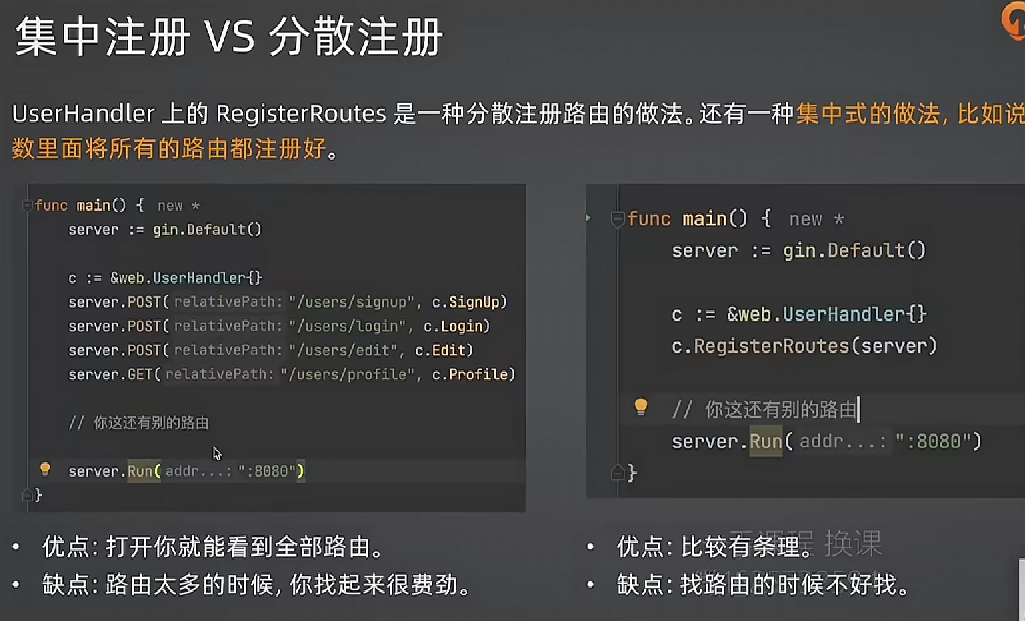 集中注册 VS 分散注册
UserHandler 上的 RegisterRoutes 是一种分散注册路由的做法。还有一种集中式的做法, 比如说
数里面将所有的路由都注册好。
func main() { new *
server := gin.Default()
c := &web.UserHandler{}
server.POST( relativePath: "/users/signup", c.SignUp)
server.POST( relativePath: "/users/login", c.Login)
server.POST( relativePath: "/users/edit", c.Edit)
server.GET( relativePath: "/users/profile", c.Profile)
// 你这还有别的路由
server.Run( addr...: ":8080")
}
• 优点: 打开你就能看到全部路由。
• 缺点: 路由太多的时候, 你找起来很费劲。
func main() { new *
server := gin.Default()
c := &web.UserHandler{}
c.RegisterRoutes(server)
// 你这还有别的路由
server.Run( addr...: ":8080")
}
• 优点: 比较有条理。
• 缺点: 找路由的时候不好找。
换课